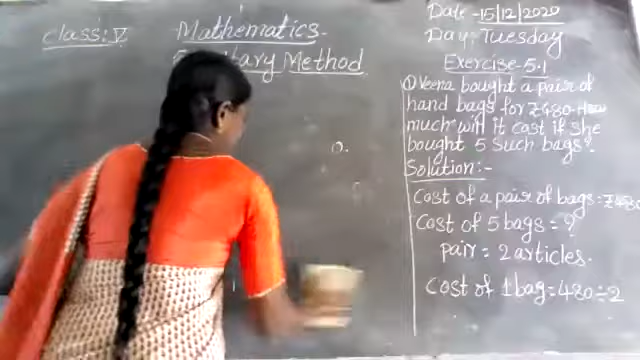 class: V
Mathematics.
5. Unitary Method
Date - 15/12/2020
Day: Tuesday
Exercise-5.1
① Veena bought a pair of
hand bags for ₹480. How
much will it cost if she
bought 5 such bags?
Solution:-
Cost of a pair of bags = ₹480
Cost of 5 bags = ?
pair = 2 articles.
Cost of 1 bag = 480 ÷ 2